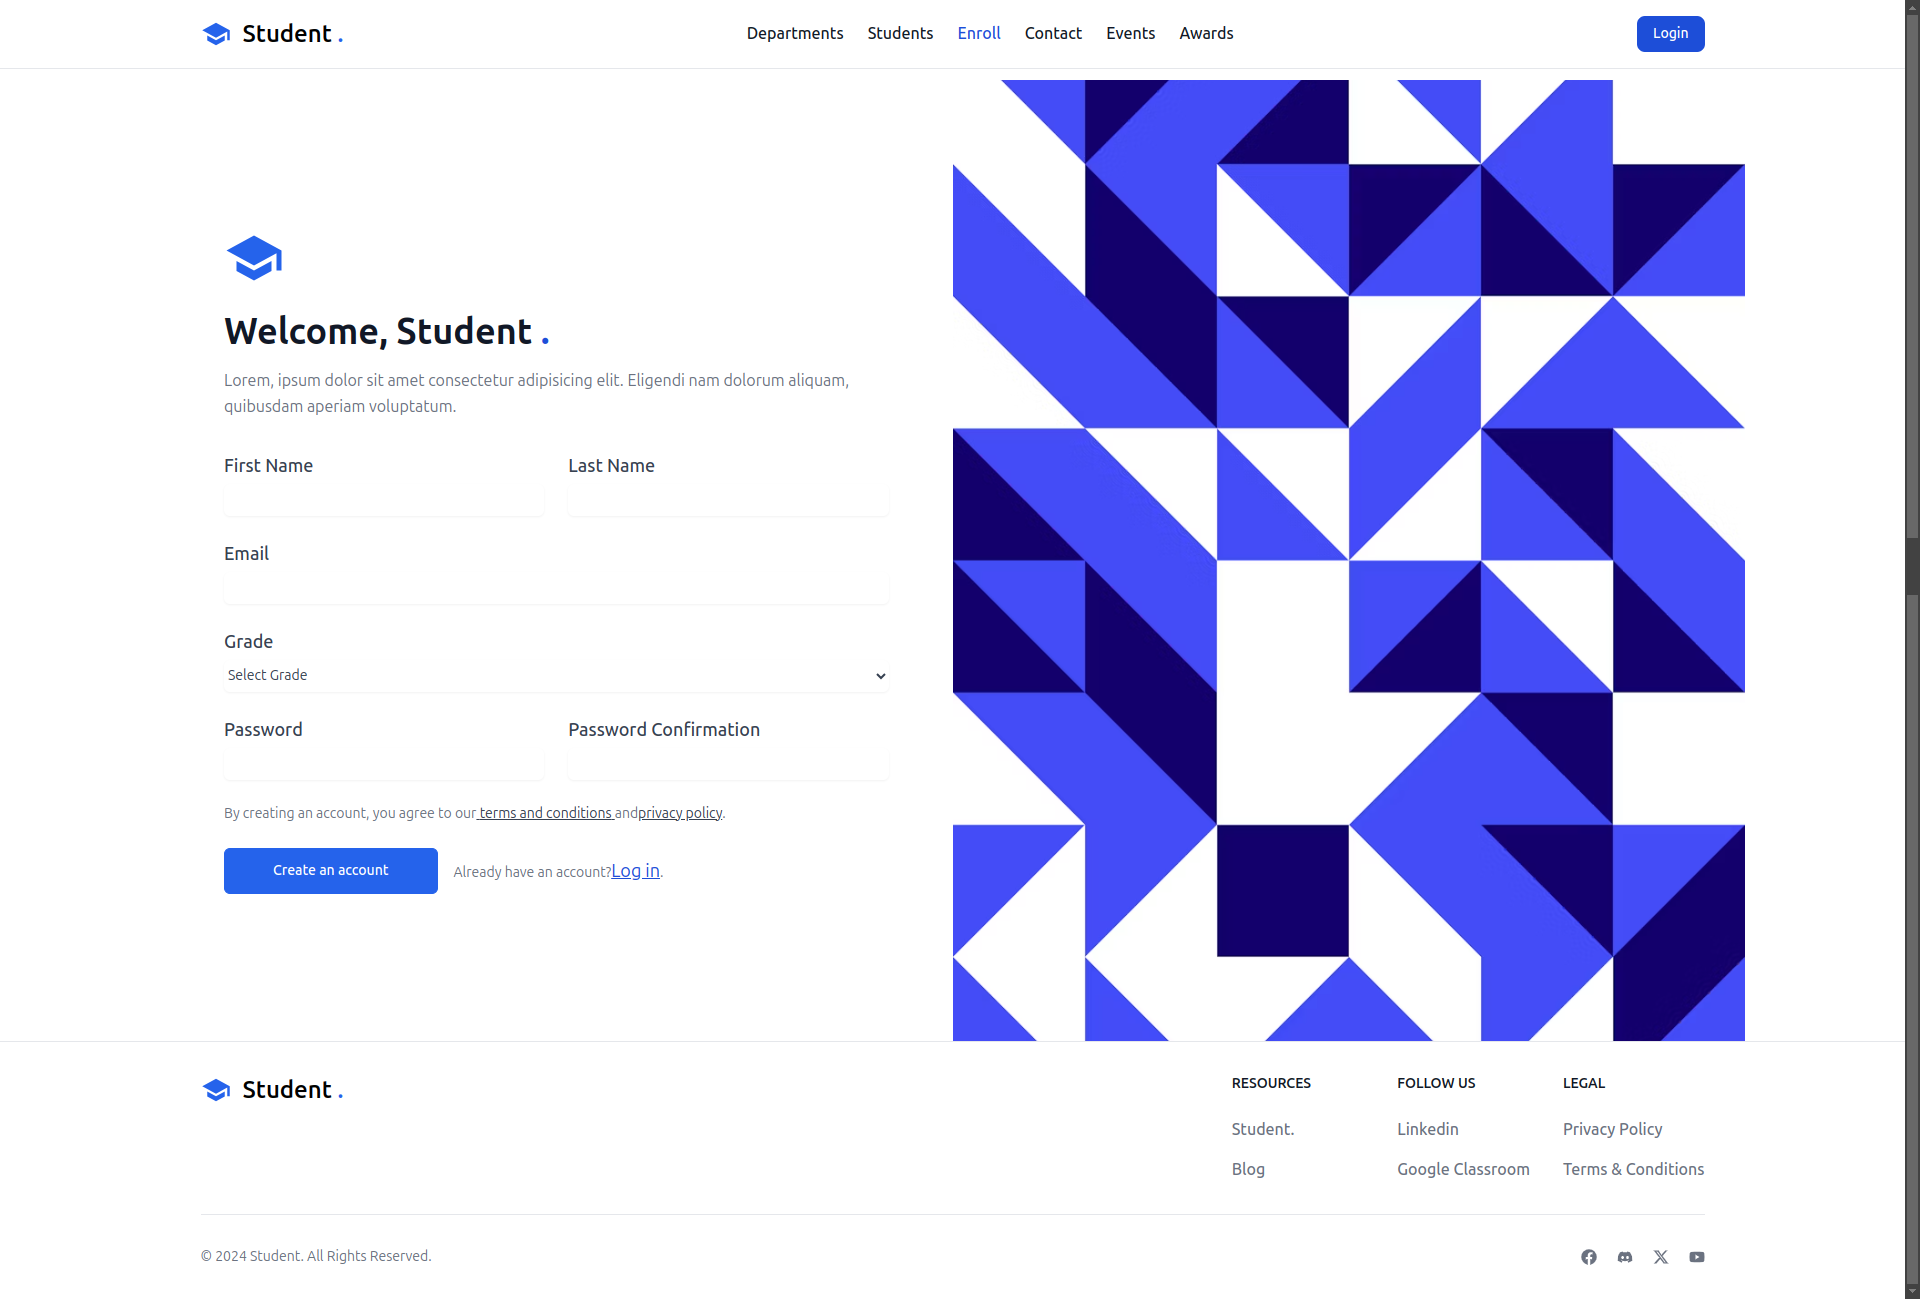 Student .
Departments Students Enroll Contact Events Awards
Login
Welcome, Student .
Lorem, ipsum dolor sit amet consectetur adipisicing elit. Eligendi nam dolorum aliquam,
quibusdam aperiam voluptatum.
First Name Last Name
Email
Grade
Select Grade
Password Password Confirmation
By creating an account, you agree to our terms and conditions andprivacy policy.
Create an account Already have an account?Log in.
Student .
RESOURCES FOLLOW US LEGAL
Student. Linkedin Privacy Policy
Blog Google Classroom Terms & Conditions
© 2024 Student. All Rights Reserved.